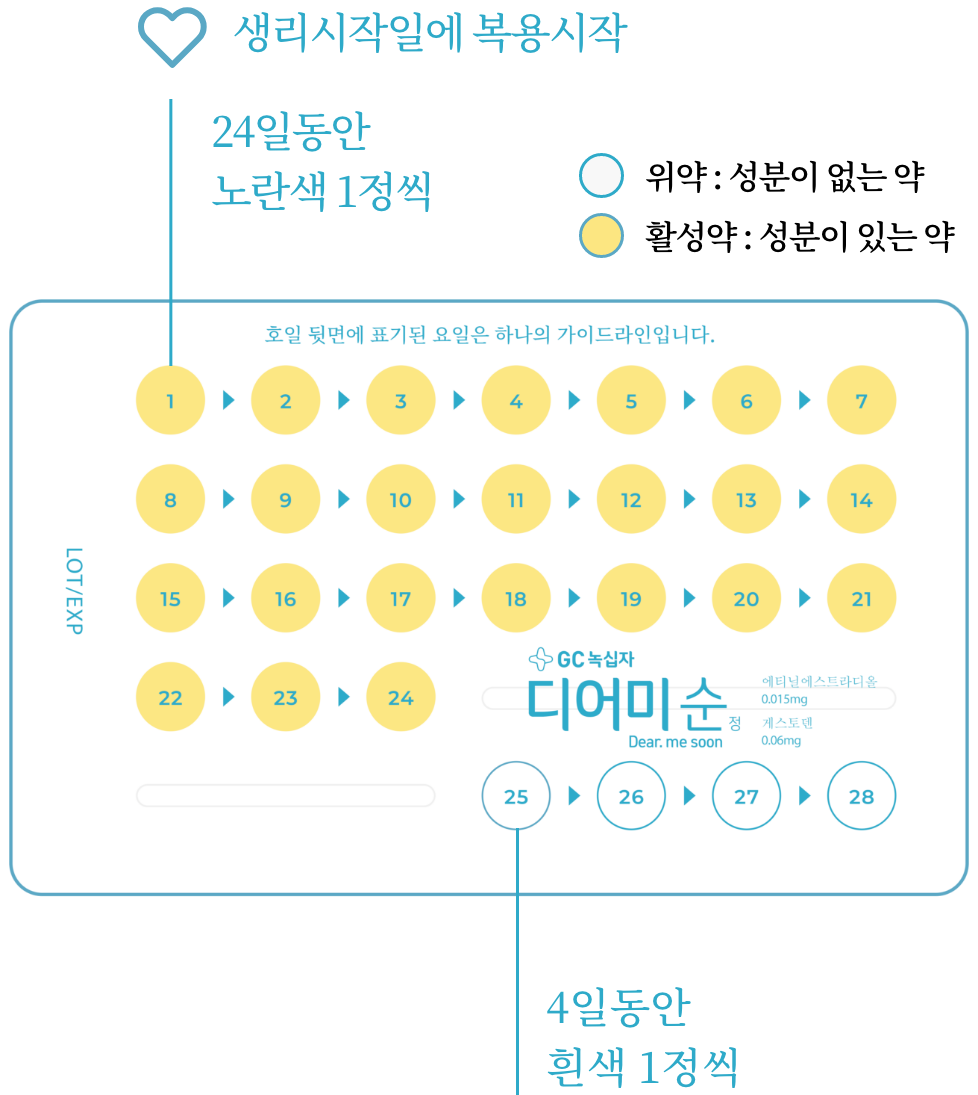 생리시작일에 복용시작
24일동안
노란색 1정씩
위약 : 성분이 없는 약
활성약 : 성분이 있는 약
호일 뒷면에 표기된 요일은 하나의 가이드라인입니다.
1 2 3 4 5 6 7
8 9 10 11 12 13 14
LOT/EXP
15 16 17 18 19 20 21
22 23 24
GC 녹십자
디어미순정
Dear. me soon
에티닐에스트라디올
0.015mg
게스토덴
0.06mg
25 26 27 28
4일동안
흰색 1정씩